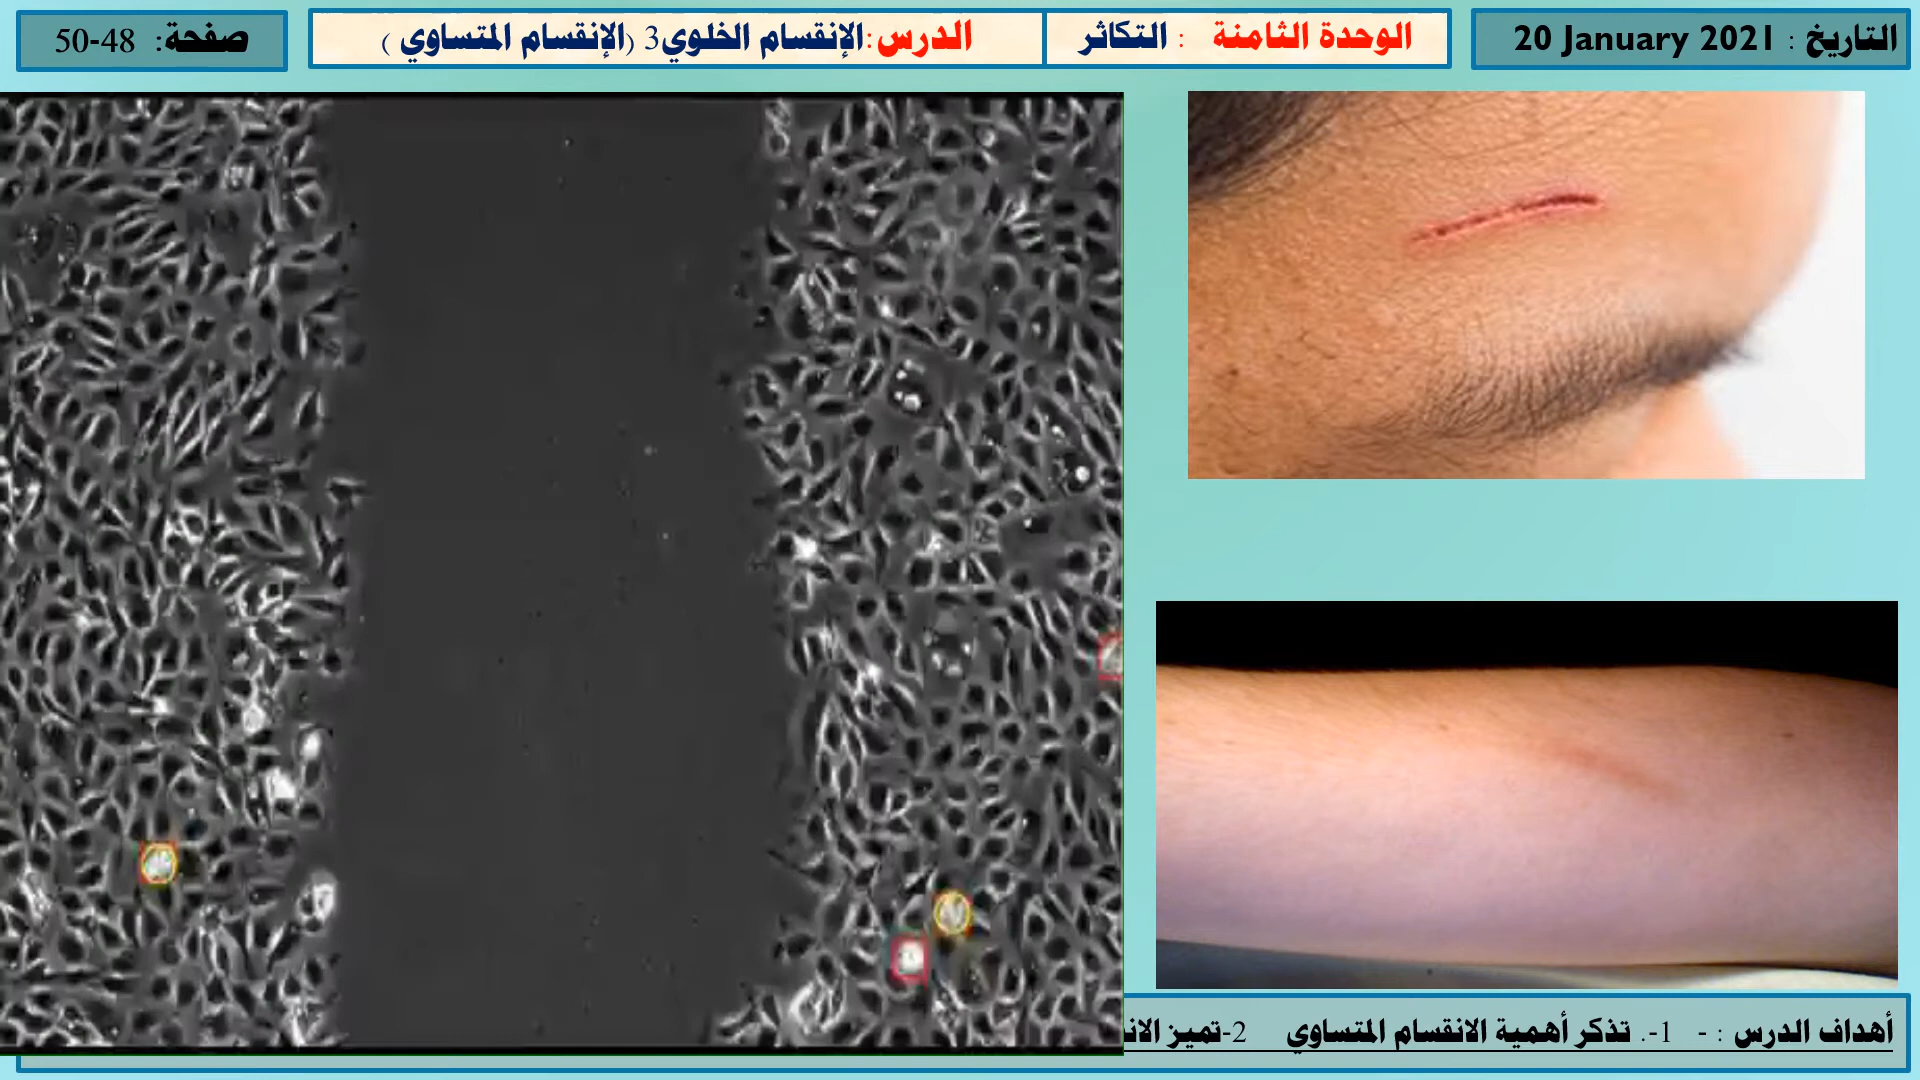 التاريخ : 20 January 2021
الوحدة الثامنة : التكاثر
الدرس :الإنقسام الخلوي3 (الإنقسام المتساوي )
صفحة: 48-50
أهداف الدرس : - 1-. تذكر أهمية الانقسام المتساوي 2-تميز